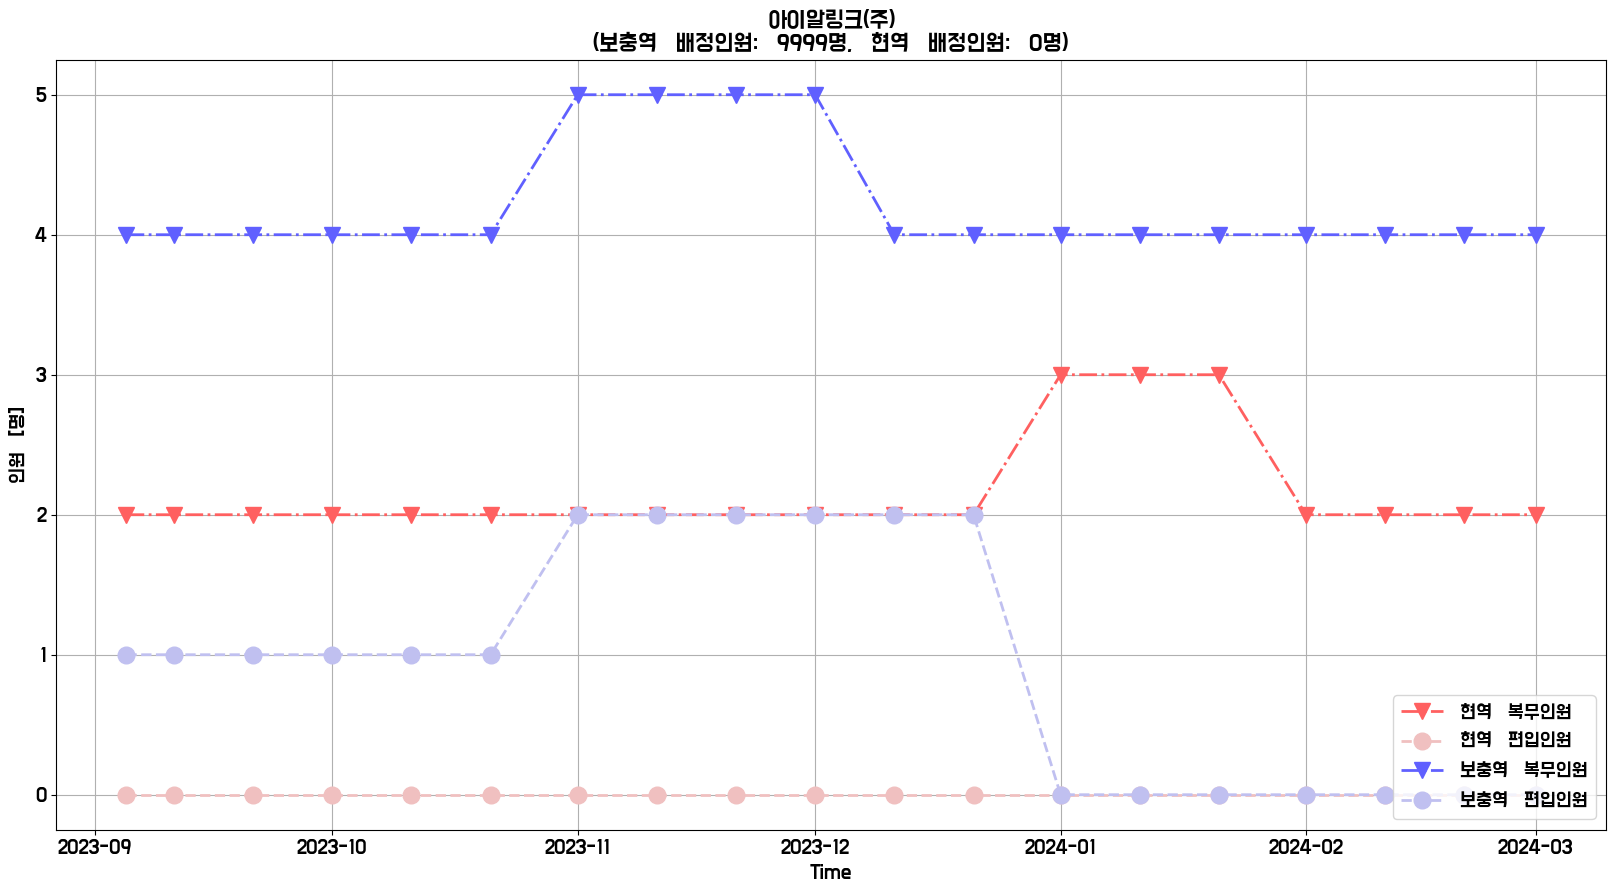 아이알링크(주)
(보충역 배정인원: 9999명, 현역 배정인원: 0명)
5
4
3
2
1
0
인원 [명]
현역 복무인원
현역 편입인원
보충역 복무인원
보충역 편입인원
2023-09 2023-10 2023-11 2023-12 2024-01 2024-02 2024-03
Time